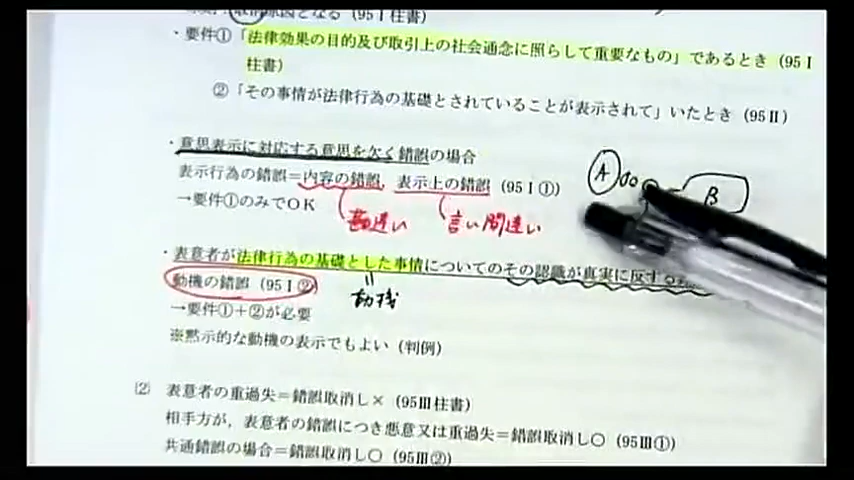 取消原因となる（95Ⅰ柱書）
・要件①「法律効果の目的及び取引上の社会通念に照らして重要なもの」であるとき（95Ⅰ
柱書）
②「その事情が法律行為の基礎とされていることが表示されて」いたとき（95Ⅱ）
・意思表示に対応する意思を欠く錯誤の場合
表示行為の錯誤＝内容の錯誤，表示上の錯誤（95Ⅰ①）
A B
→要件①のみでＯＫ
勘違い 言い間違い
・表意者が法律行為の基礎とした事情についてのその認識が真実に反する
動機の錯誤（95Ⅰ②）
動機
→要件①＋②が必要
※黙示的な動機の表示でもよい（判例）
⑵ 表意者の重過失＝錯誤取消し×（95Ⅲ柱書）
相手方が，表意者の錯誤につき悪意又は重過失＝錯誤取消し〇（95Ⅲ①）
共通錯誤の場合＝錯誤取消し〇（95Ⅲ②）